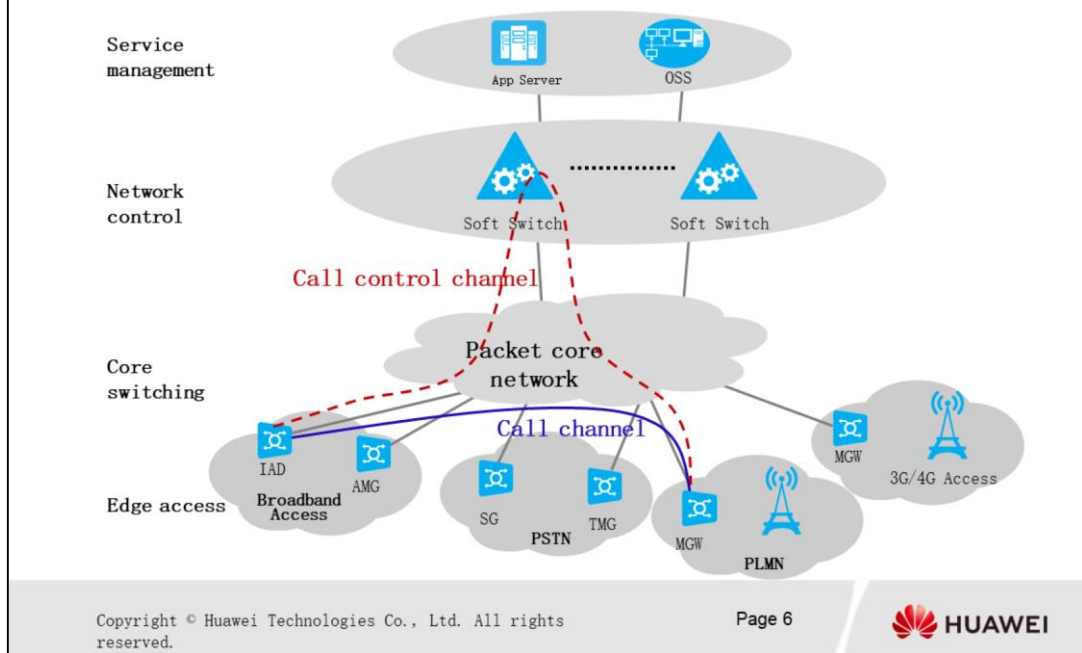 Service
management
App Server
OSS
Network
control
Soft Switch
Soft Switch
Call control channel
Packet core
network
Core
switching
Call channel
IAD
AMG
Broadband
Access
Edge access
SG
TMG
PSTN
MGW
PLMN
MGW
3G/4G Access
Copyright © Huawei Technologies Co., Ltd. All rights
reserved.
Page 6
HUAWEI